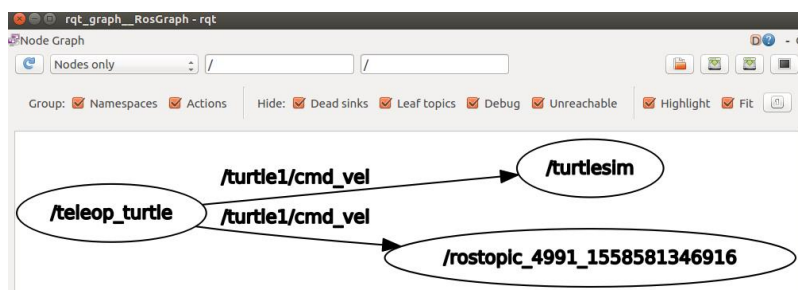 rqt_graph__RosGraph - rqt
Node Graph
D
Nodes only / /
Group: Namespaces Actions Hide: Dead sinks Leaf topics Debug Unreachable Highlight Fit
/turtle1/cmd_vel
/turtlesim
/teleop_turtle
/turtle1/cmd_vel
/rostopic_4991_1558581346916